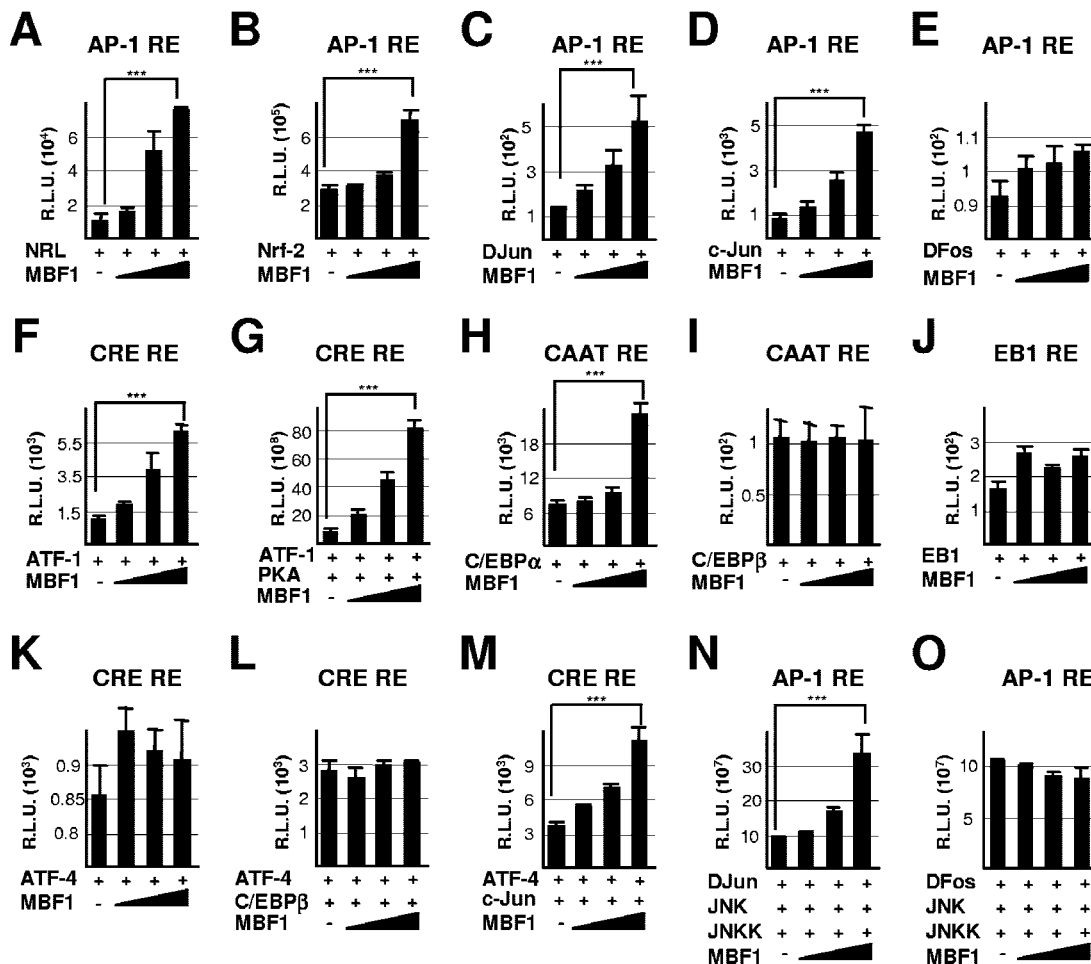 A
AP-1 RE
***
R.L.U. (10⁴)
6
4
2
NRL + + + +
MBF1 -
B
AP-1 RE
***
R.L.U. (10⁵)
6
4
2
Nrf-2 + + + +
MBF1 -
C
AP-1 RE
***
R.L.U. (10²)
5
3
1
DJun + + + +
MBF1 -
D
AP-1 RE
***
R.L.U. (10³)
5
3
1
c-Jun + + + +
MBF1 -
E
AP-1 RE
R.L.U. (10²)
1.1
1
0.9
DFos + + + +
MBF1 -
F
CRE RE
***
R.L.U. (10³)
5.5
3.5
1.5
ATF-1 + + + +
MBF1 -
G
CRE RE
***
R.L.U. (10⁸)
80
60
40
20
ATF-1 + + + +
PKA + + + +
MBF1 -
H
CAAT RE
***
R.L.U. (10³)
18
12
6
C/EBPα + + + +
MBF1 -
I
CAAT RE
R.L.U. (10³)
1
0.5
C/EBPβ + + + +
MBF1 -
J
EB1 RE
R.L.U. (10³)
3
2
1
EB1 + + + +
MBF1 -
K
CRE RE
R.L.U. (10³)
0.9
0.85
0.8
ATF-4 + + + +
MBF1 -
L
CRE RE
R.L.U. (10³)
3
2
1
ATF-4 + + + +
C/EBPβ + + + +
MBF1 -
M
CRE RE
***
R.L.U. (10³)
9
6
3
ATF-4 + + + +
c-Jun + + + +
MBF1 -
N
AP-1 RE
***
R.L.U. (10⁷)
30
20
10
DJun + + + +
JNK + + + +
JNKK + + + +
MBF1 -
O
AP-1 RE
R.L.U. (10⁷)
10
5
DFos + + + +
JNK + + + +
JNKK + + + +
MBF1 -